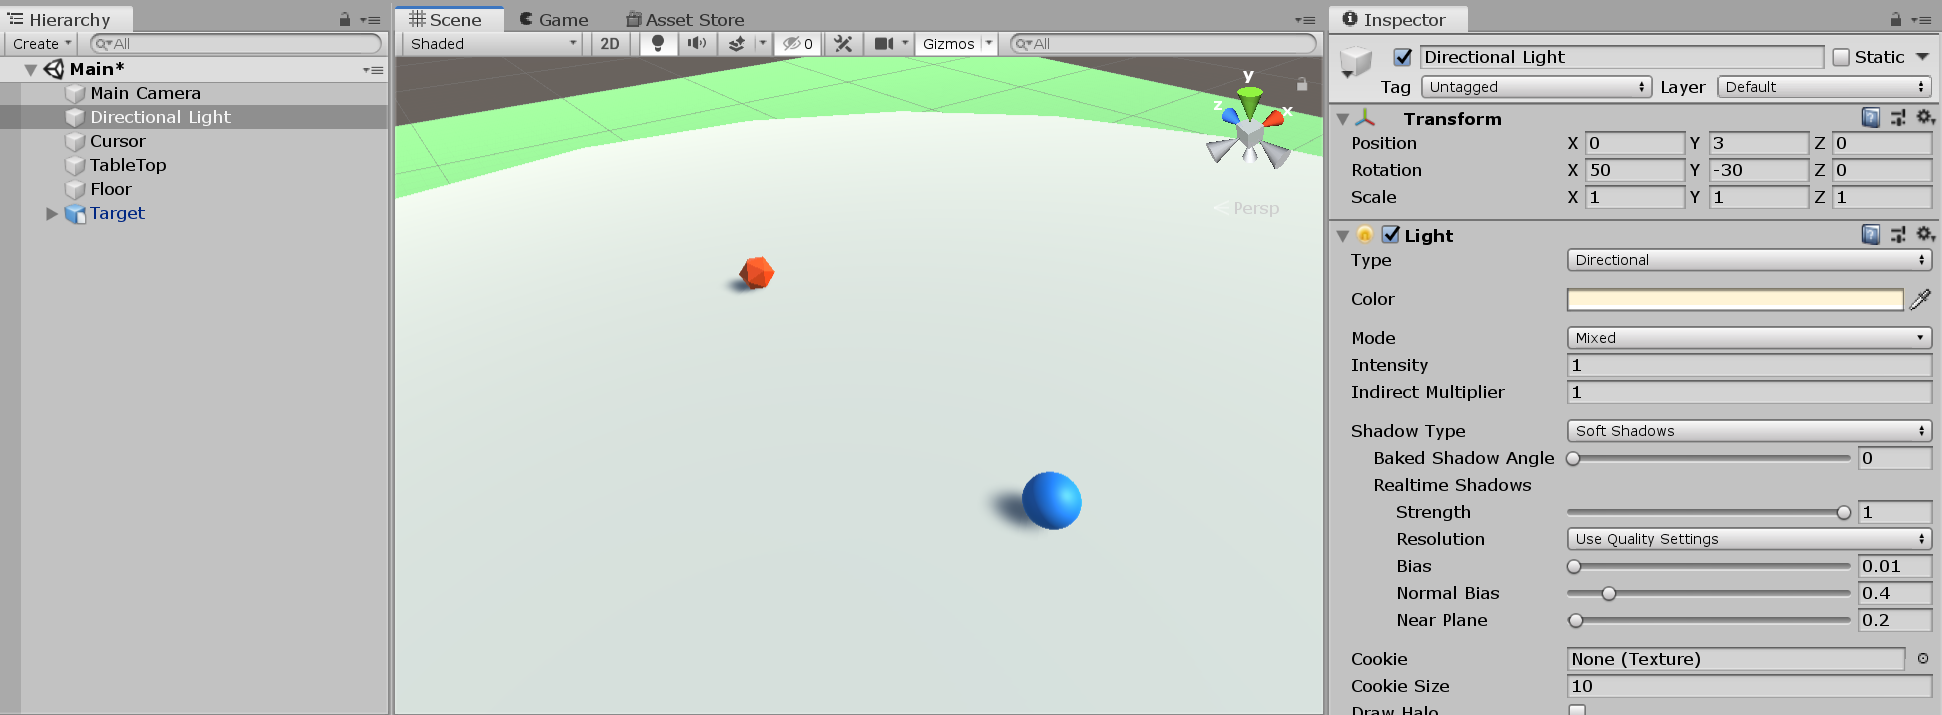 Hierarchy
Create
All
Main*
Main Camera
Directional Light
Cursor
TableTop
Floor
Target
Scene
Game
Asset Store
Shaded
2D
0
Gizmos
All
y
z
x
Persp
Inspector
Directional Light
Static
Tag Untagged Layer Default
Transform
Position X 0 Y 3 Z 0
Rotation X 50 Y -30 Z 0
Scale X 1 Y 1 Z 1
Light
Type Directional
Color
Mode Mixed
Intensity 1
Indirect Multiplier 1
Shadow Type Soft Shadows
Baked Shadow Angle 0
Realtime Shadows
Strength 1
Resolution Use Quality Settings
Bias 0.01
Normal Bias 0.4
Near Plane 0.2
Cookie None (Texture)
Cookie Size 10
Draw Halo